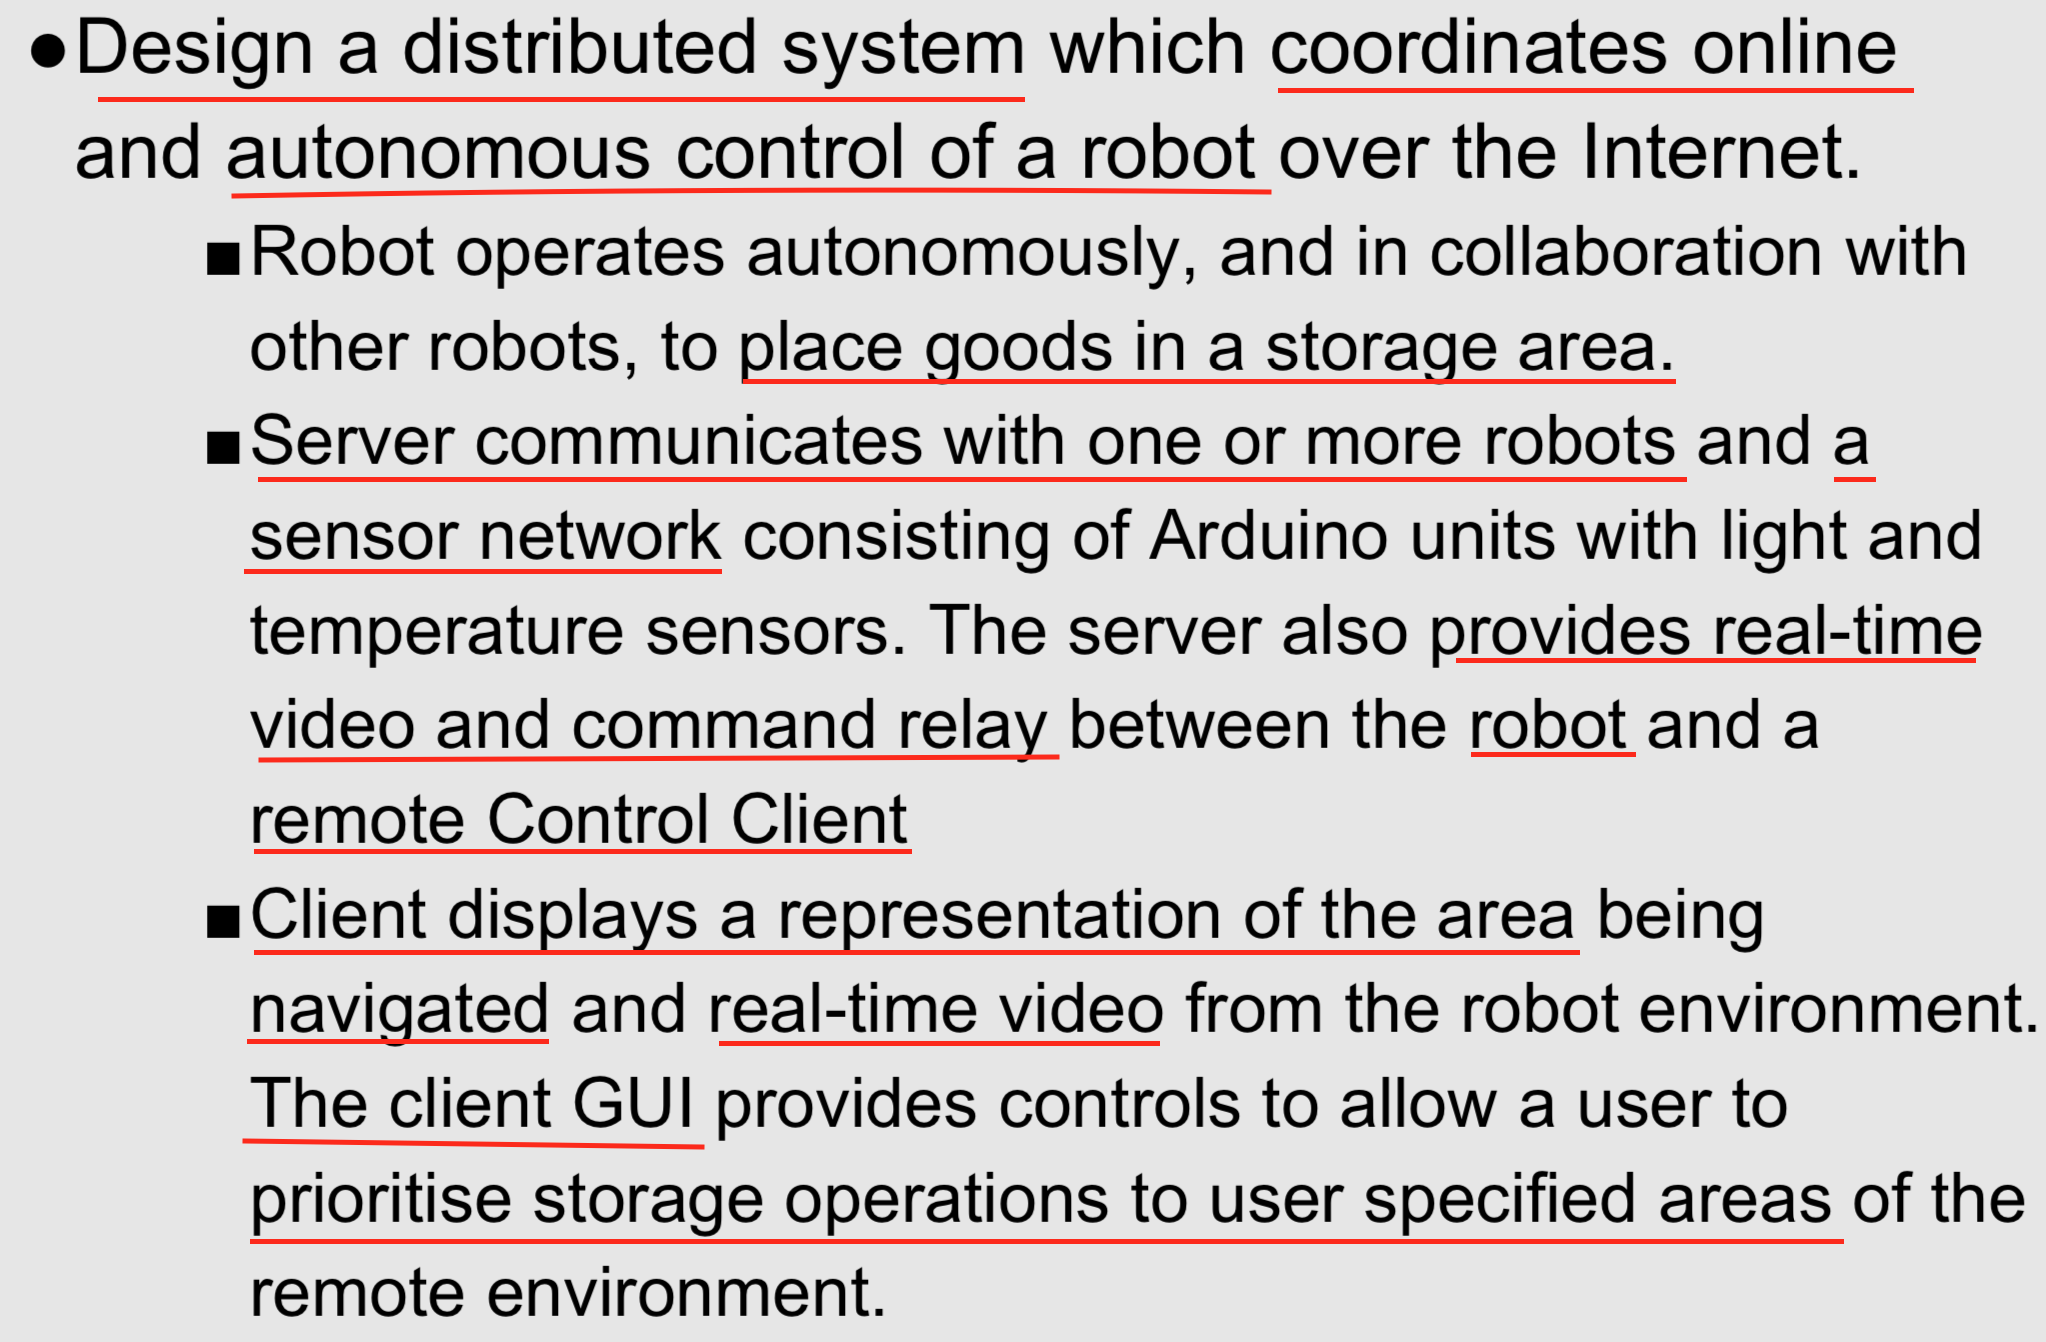 ●Design a distributed system which coordinates online
and autonomous control of a robot over the Internet.
■Robot operates autonomously, and in collaboration with
other robots, to place goods in a storage area.
■Server communicates with one or more robots and a
sensor network consisting of Arduino units with light and
temperature sensors. The server also provides real-time
video and command relay between the robot and a
remote Control Client
■Client displays a representation of the area being
navigated and real-time video from the robot environment.
The client GUI provides controls to allow a user to
prioritise storage operations to user specified areas of the
remote environment.